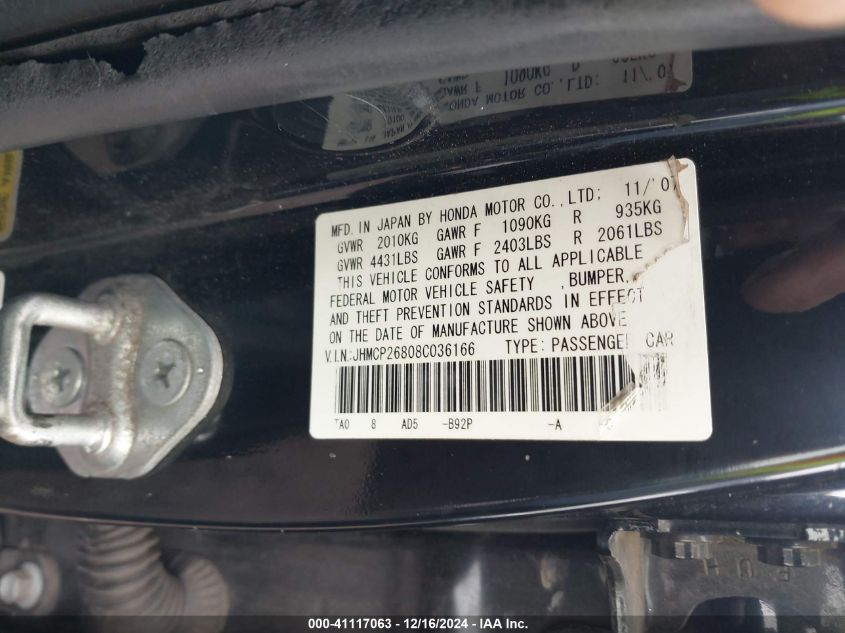 MFD. IN JAPAN BY HONDA MOTOR CO., LTD: 11/'07
GVWR 2010KG GAWR F 1090KG R 935KG
GVWR 4431LBS GAWR F 2403LBS R 2061LBS
THIS VEHICLE CONFORMS TO ALL APPLICABLE
FEDERAL MOTOR VEHICLE SAFETY ,BUMPER,
AND THEFT PREVENTION STANDARDS IN EFFECT
ON THE DATE OF MANUFACTURE SHOWN ABOVE
V.I.N:JHMCP26808C036166 TYPE: PASSENGER CAR
TA0 8 AD5 -B92P -A
000-41117063 - 12/16/2024 - IAA Inc.